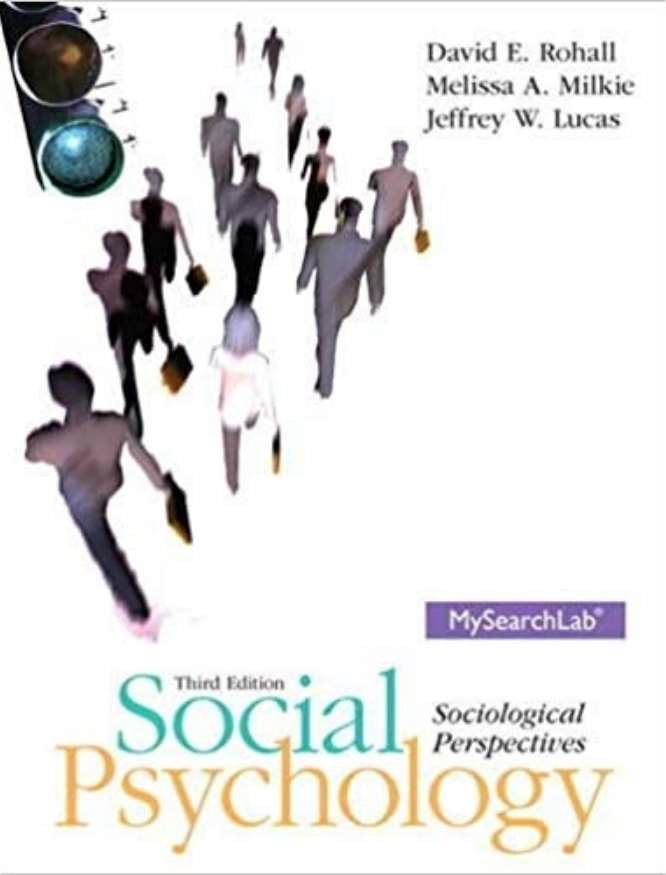 David E. Rohall
Melissa A. Milkie
Jeffrey W. Lucas
MySearchLab®
Third Edition
Social
Sociological
Perspectives
Psychology